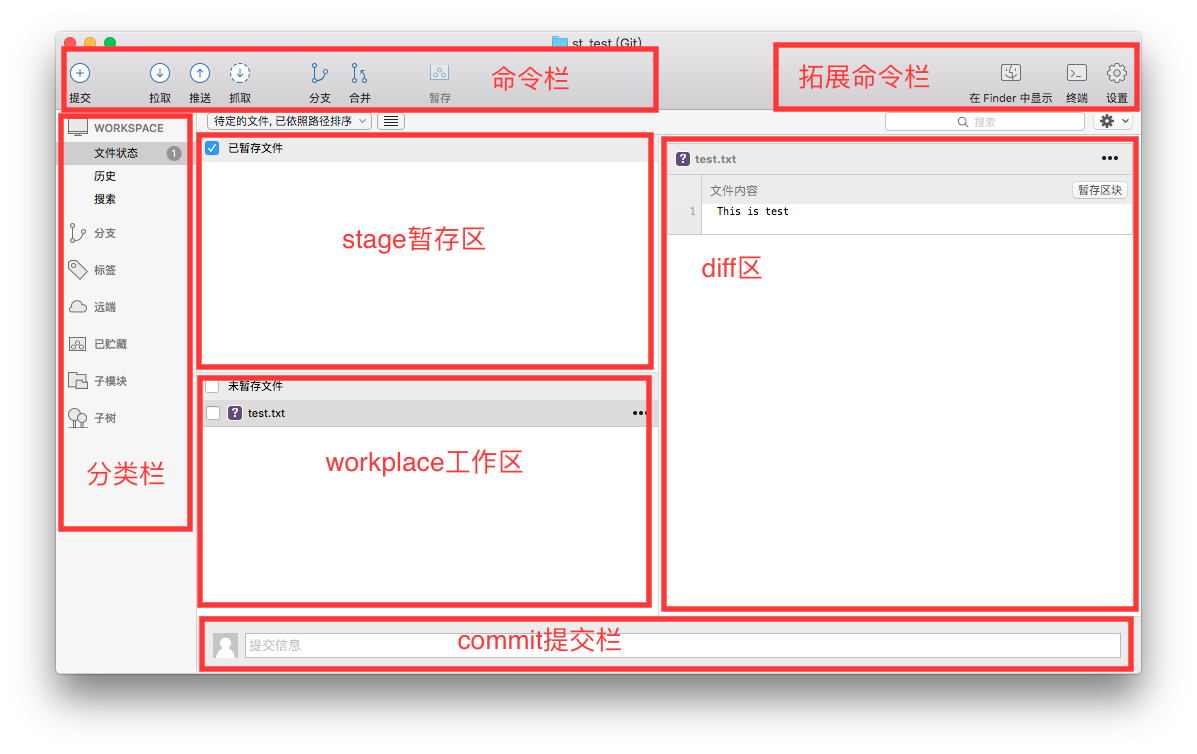 st_test (Git)
提交 拉取 推送 抓取 分支 合并 暂存 命令栏
拓展命令栏
在 Finder 中显示 终端 设置
WORKSPACE
文件状态 1
历史
搜索
分支
标签
远端
已贮藏
子模块
子树
分类栏
待定的文件, 已依照路径排序
搜索
已暂存文件
stage暂存区
未暂存文件
? test.txt •••
workplace工作区
? test.txt •••
文件内容 暂存区块
1 This is test
diff区
提交信息
commit提交栏